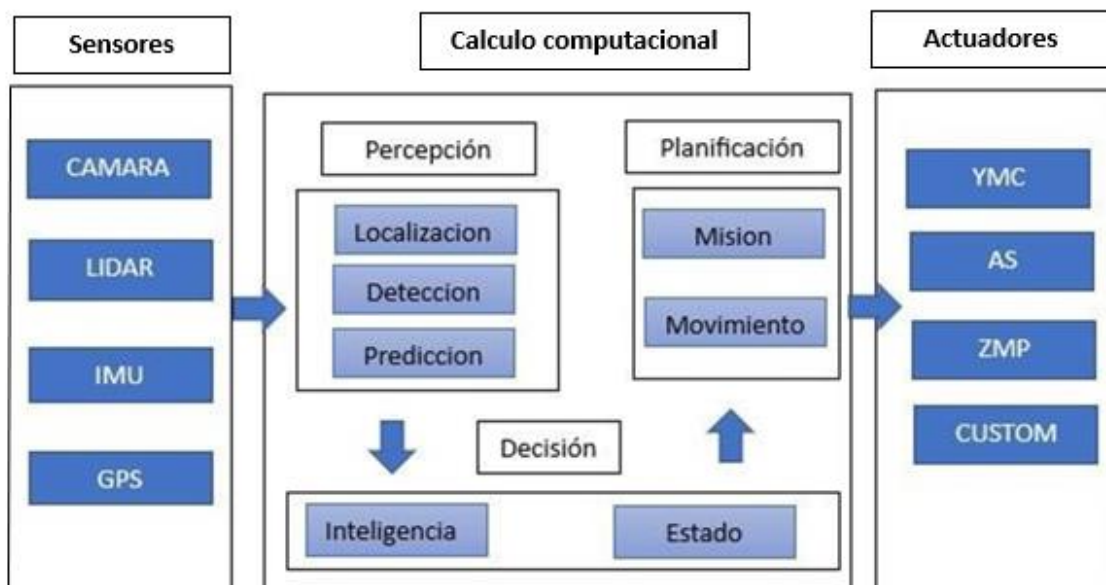 Sensores
Calculo computacional
Actuadores
CAMARA
LIDAR
IMU
GPS
Percepción
Localizacion
Deteccion
Prediccion
Planificación
Mision
Movimiento
Decisión
Inteligencia
Estado
YMC
AS
ZMP
CUSTOM